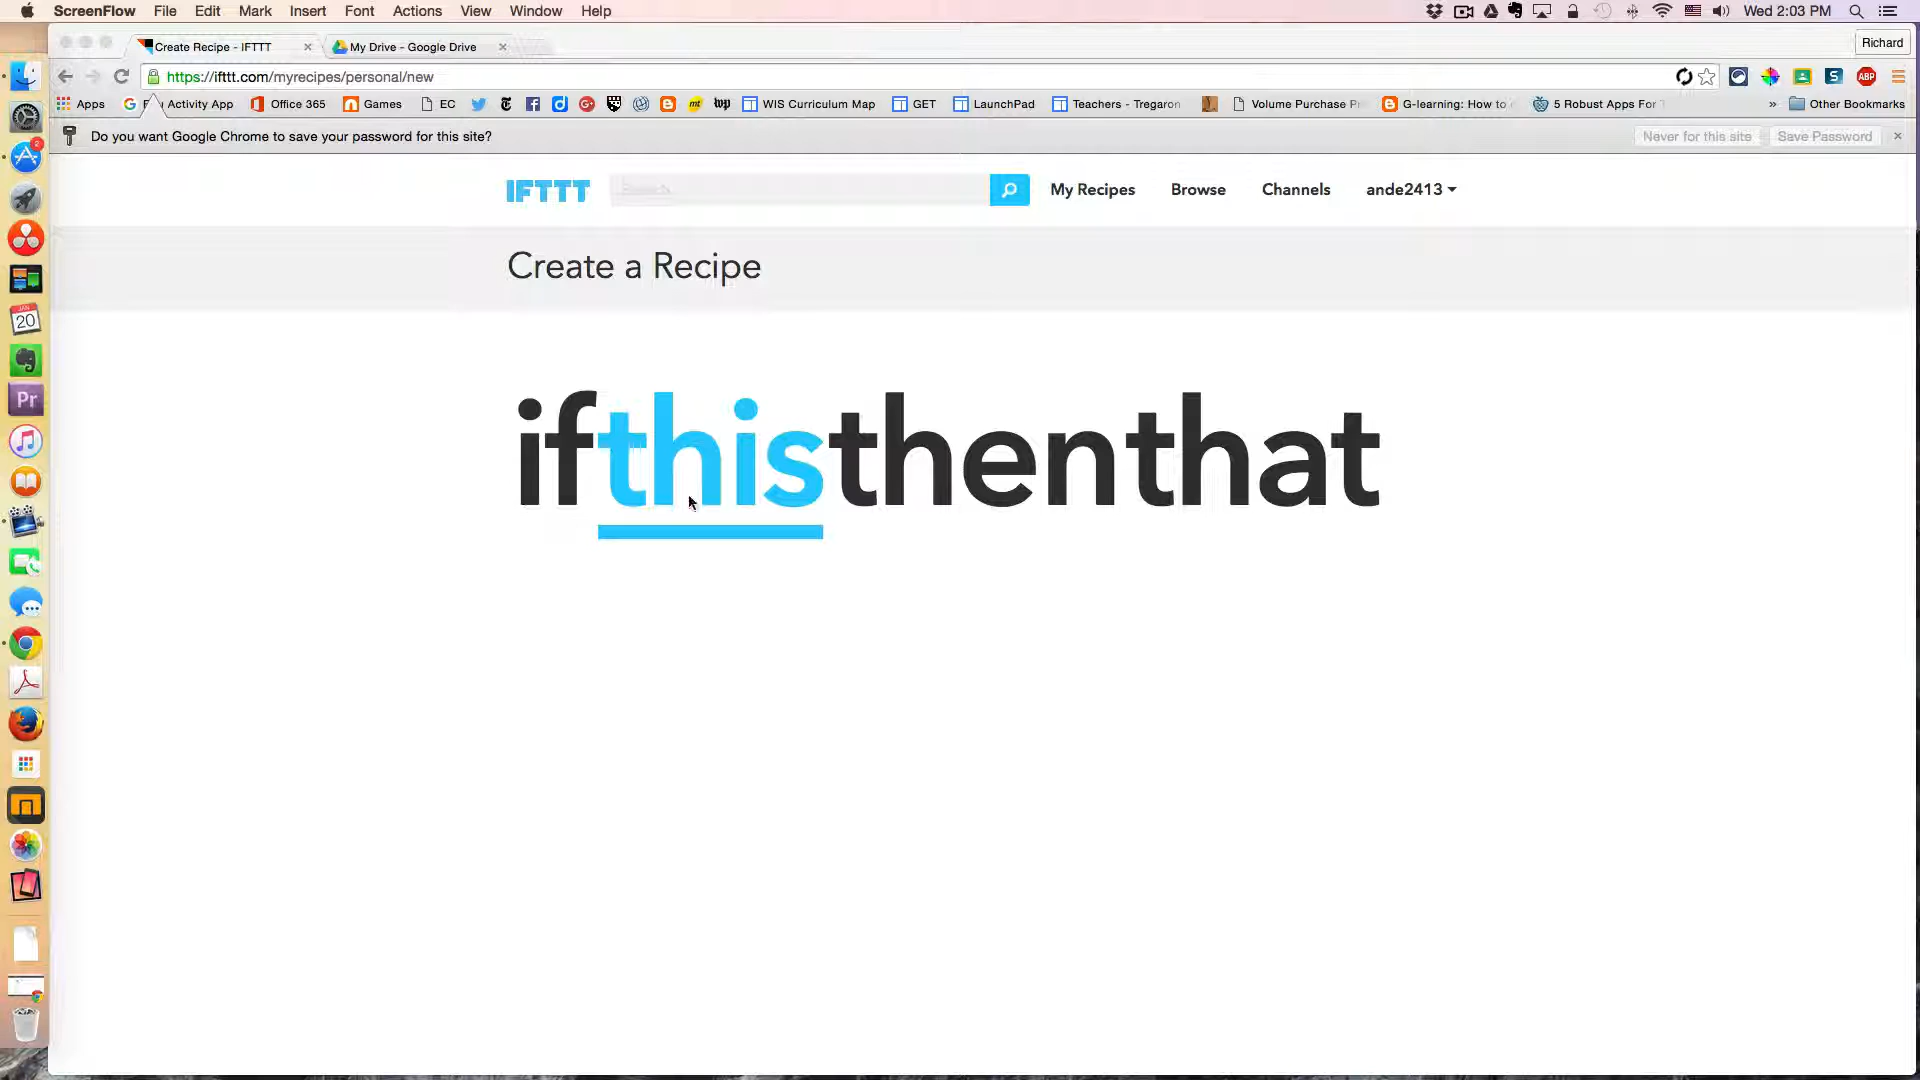 ScreenFlow File Edit Mark Insert Font Actions View Window Help Wed 2:03 PM
Create Recipe - IFTTT My Drive - Google Drive Richard
https://ifttt.com/myrecipes/personal/new
Apps Activity App Office 365 Games EC WIS Curriculum Map GET LaunchPad Teachers - Tregaron Volume Purchase G-learning: How to 5 Robust Apps For » Other Bookmarks
Do you want Google Chrome to save your password for this site? Never for this site Save Password
IFTTT Search My Recipes Browse Channels ande2413
Create a Recipe
ifthisthenthat